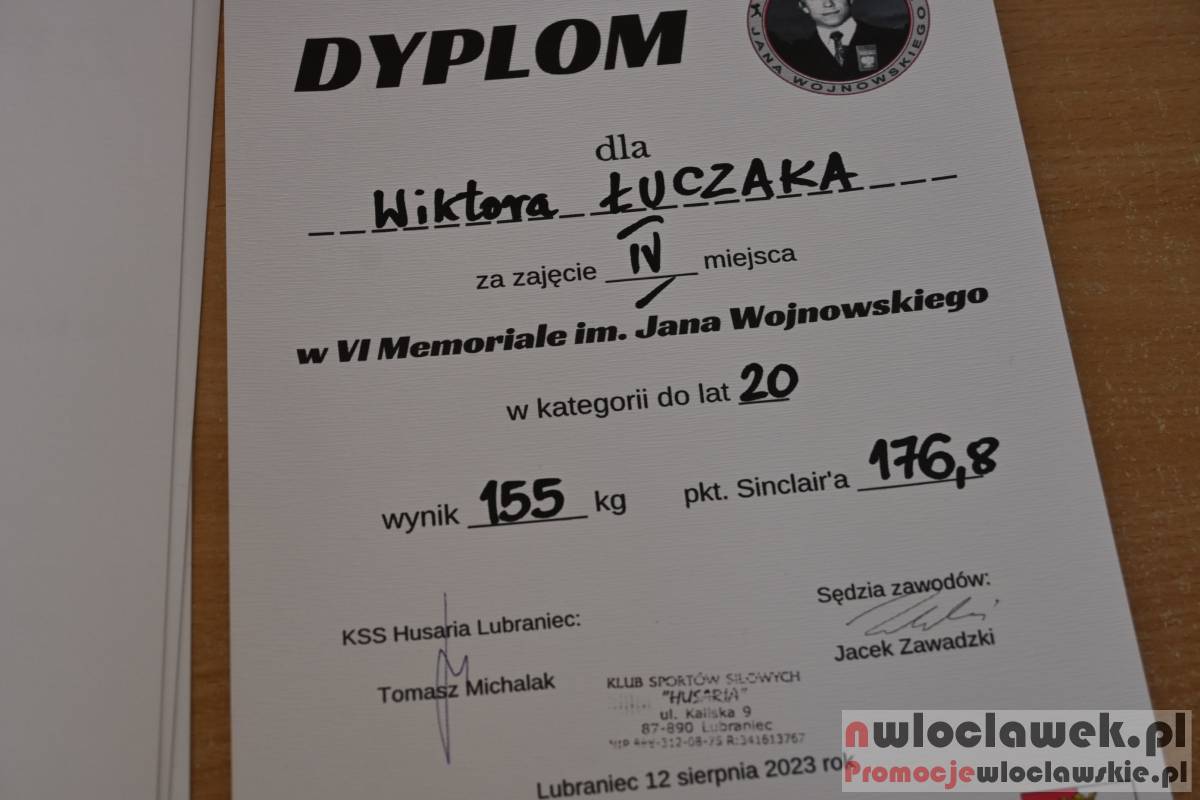 DYPLOM
K JANA WOJNOWSKIEGO
dla
Wiktora ŁUCZAKA
za zajęcie IV miejsca
w VI Memoriale im. Jana Wojnowskiego
w kategorii do lat 20
wynik 155 kg pkt. Sinclair'a 176,8
KSS Husaria Lubraniec:
Tomasz Michalak
Sędzia zawodów:
Jacek Zawadzki
KLUB SPORTÓW SIŁOWYCH
"HUSARIA"
ul. Kaliska 9
87-890 Lubraniec
R:341613767
Lubraniec 12 sierpnia 2023 rok
nwloclawek.pl
Promocjewloclawskie.pl